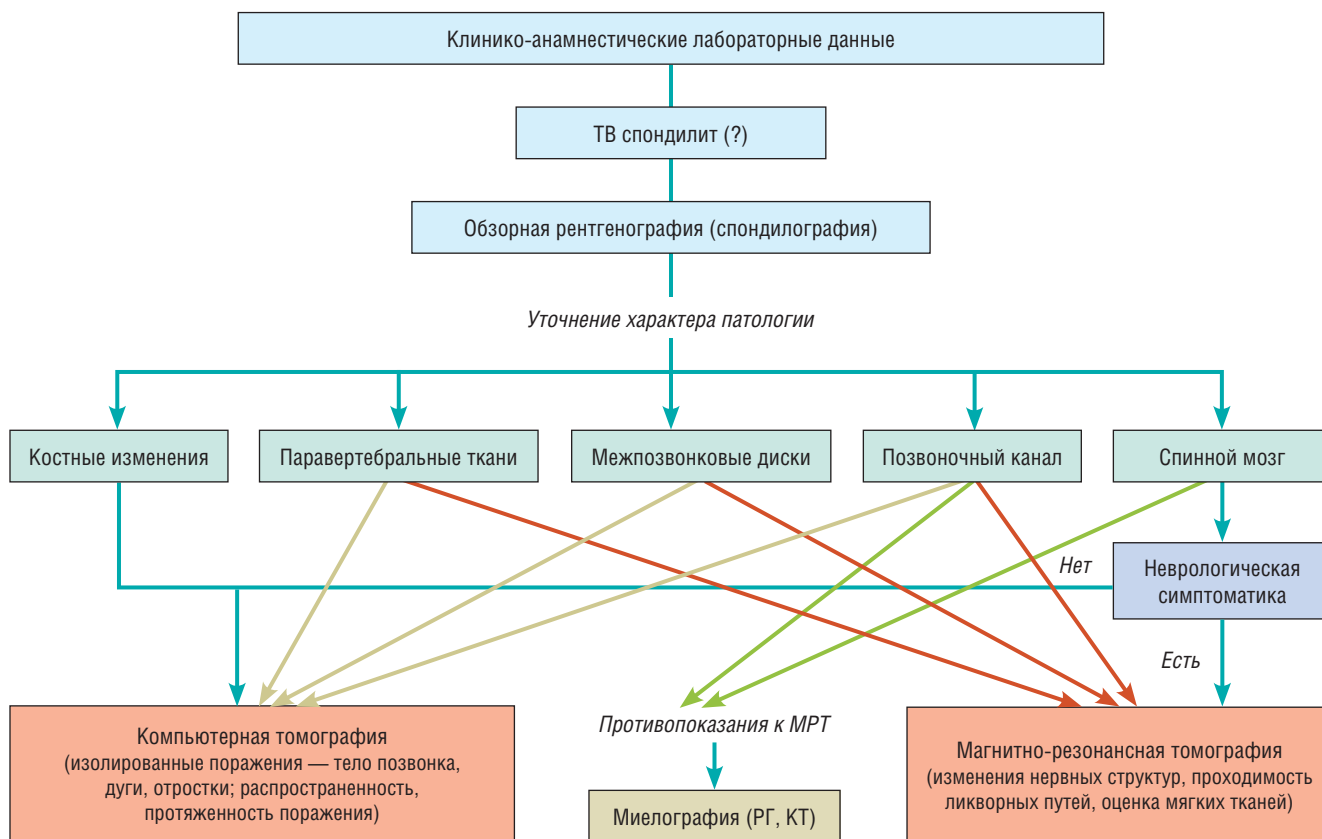 Клинико-анамнестические лабораторные данные
ТВ спондилит (?)
Обзорная рентгенография (спондилография)
Уточнение характера патологии
Костные изменения
Паравертебральные ткани
Межпозвонковые диски
Позвоночный канал
Спинной мозг
Нет
Неврологическая
симптоматика
Есть
Компьютерная томография
(изолированные поражения — тело позвонка,
дуги, отростки; распространенность,
протяженность поражения)
Противопоказания к МРТ
Миелография (РГ, КТ)
Магнитно-резонансная томография
(изменения нервных структур, проходимость
ликворных путей, оценка мягких тканей)